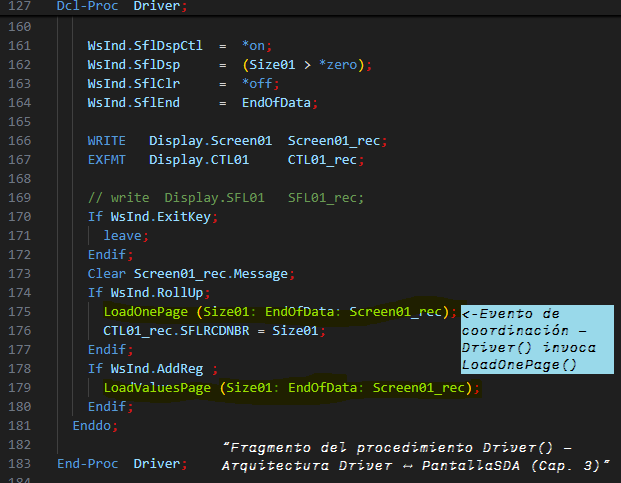 127 Dcl-Proc Driver;
160
161 WsInd.SflDspCtl = *on;
162 WsInd.SflDsp = (Size01 > *zero);
163 WsInd.SflClr = *off;
164 WsInd.SflEnd = EndOfData;
165
166 WRITE Display.Screen01 Screen01_rec;
167 EXFMT Display.CTL01 CTL01_rec;
168
169 // write Display.SFL01 SFL01_rec;
170 If WsInd.ExitKey;
171 leave;
172 Endif;
173 Clear Screen01_rec.Message;
174 If WsInd.RollUp;
175 LoadOnePage (Size01: EndOfData: Screen01_rec);
176 CTL01_rec.SFLRCDNBR = Size01;
177 Endif;
178 If WsInd.AddReg ;
179 LoadValuesPage (Size01: EndOfData: Screen01_rec);
180 Endif;
181 Enddo;
182
183 End-Proc Driver;
<-Evento de
coordinación –
Driver() invoca
LoadOnePage()
“Fragmento del procedimiento Driver() –
Arquitectura Driver ↔ PantallaSDA (Cap. 3)”